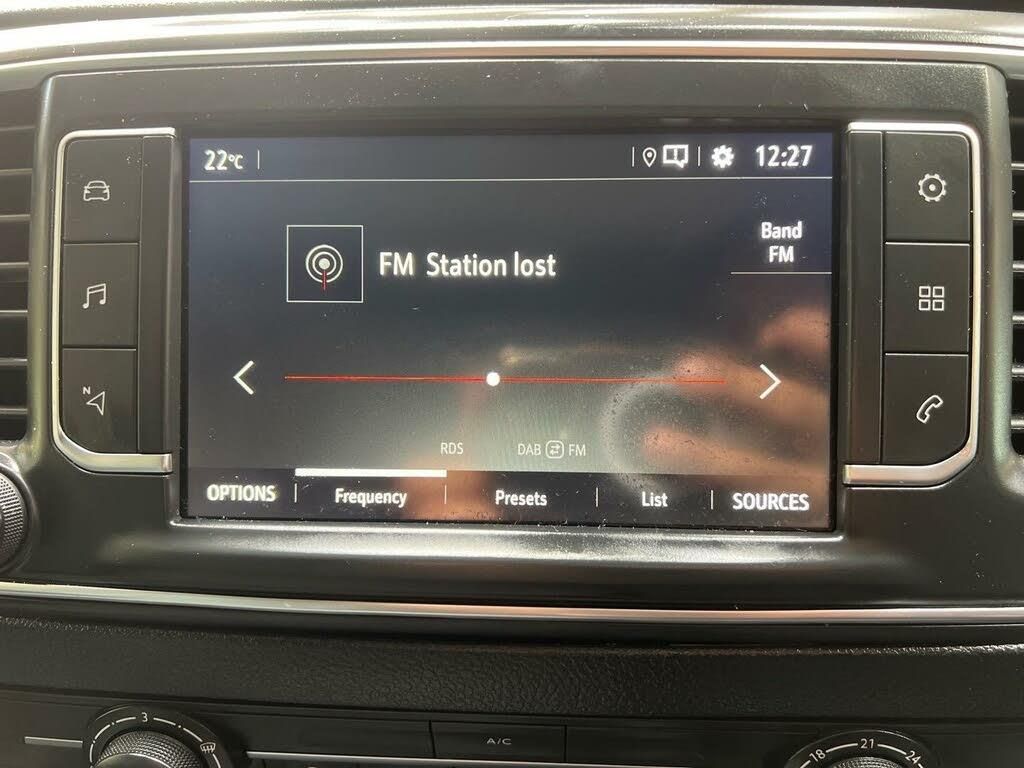 22°C
12:27
FM Station lost
Band
FM
N
RDS
DAB FM
OPTIONS Frequency Presets List SOURCES
3
A/C
18 21 24